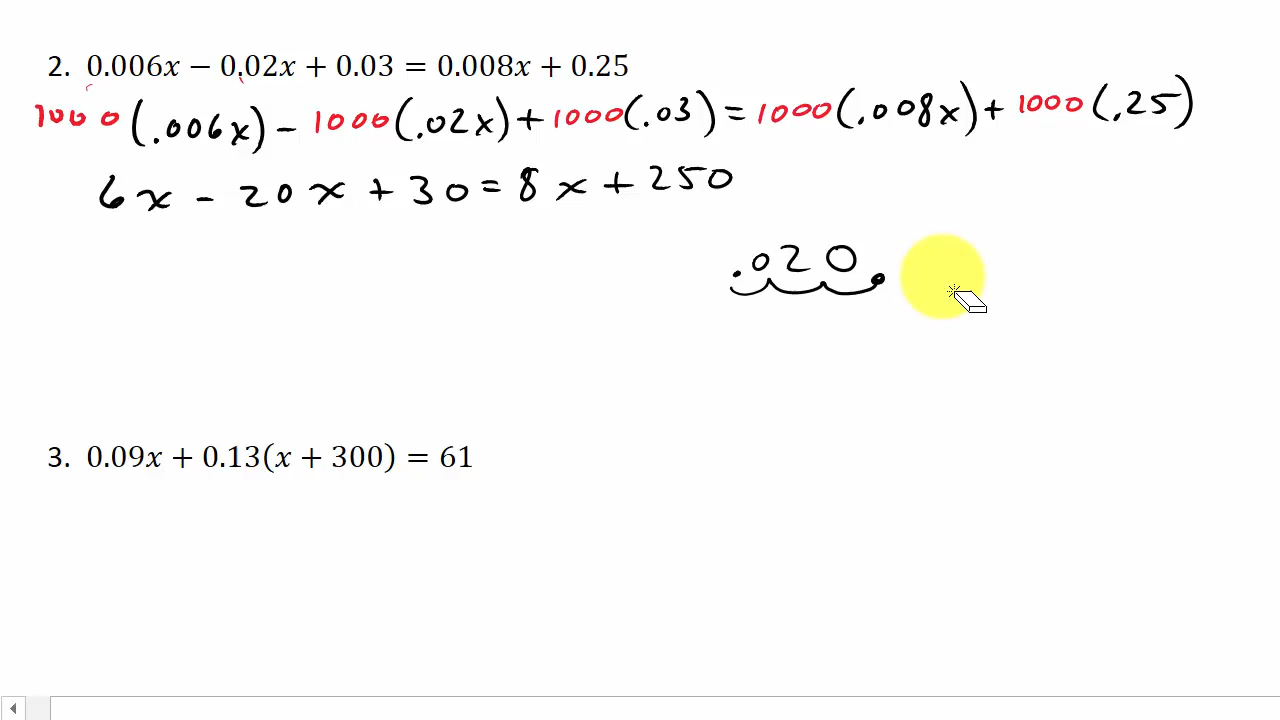 2. 0.006x − 0.02x + 0.03 = 0.008x + 0.25
1000(.006x) − 1000(.02x) + 1000(.03) = 1000(.008x) + 1000(.25)
6x − 20x + 30 = 8x + 250
.020.
3. 0.09x + 0.13(x + 300) = 61